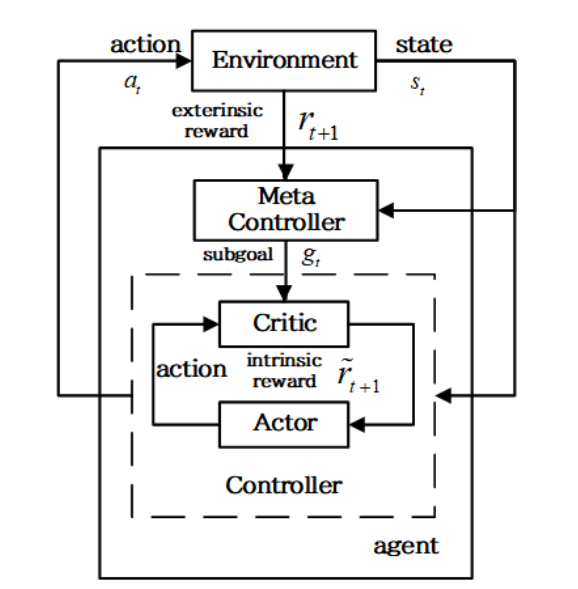 action
Environment
state
a_t
s_t
exterinsic
reward
r_{t+1}
Meta
Controller
subgoal
g_t
Critic
action
intrinsic
reward
r̃_{t+1}
Actor
Controller
agent